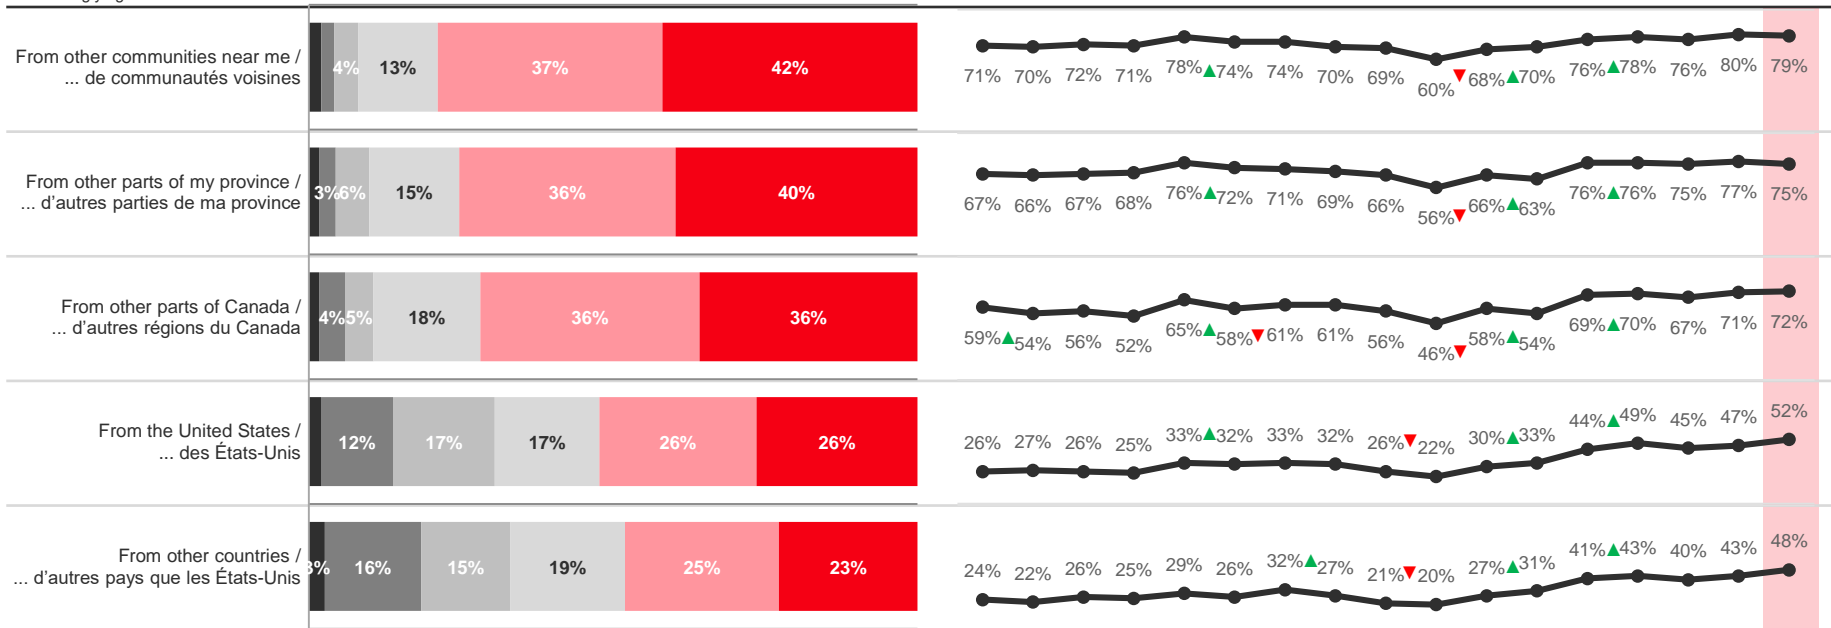 From other communities near me /
... de communautés voisines
4% 13% 37% 42%
71% 70% 72% 71% 78% 74% 74% 70% 69% 60% 68% 70% 76% 78% 76% 80% 79%
From other parts of my province /
... d'autres parties de ma province
3% 6% 15% 36% 40%
67% 66% 67% 68% 76% 72% 71% 69% 66% 56% 66% 63% 76% 76% 75% 77% 75%
From other parts of Canada /
... d'autres régions du Canada
4% 5% 18% 36% 36%
59% 54% 56% 52% 65% 58% 61% 61% 56% 46% 58% 54% 69% 70% 67% 71% 72%
From the United States /
... des États-Unis
12% 17% 17% 26% 26%
26% 27% 26% 25% 33% 32% 33% 32% 26% 22% 30% 33% 44% 49% 45% 47% 52%
From other countries /
... d'autres pays que les États-Unis
3% 16% 15% 19% 25% 23%
24% 22% 26% 25% 29% 26% 32% 27% 21% 20% 27% 31% 41% 43% 40% 43% 48%